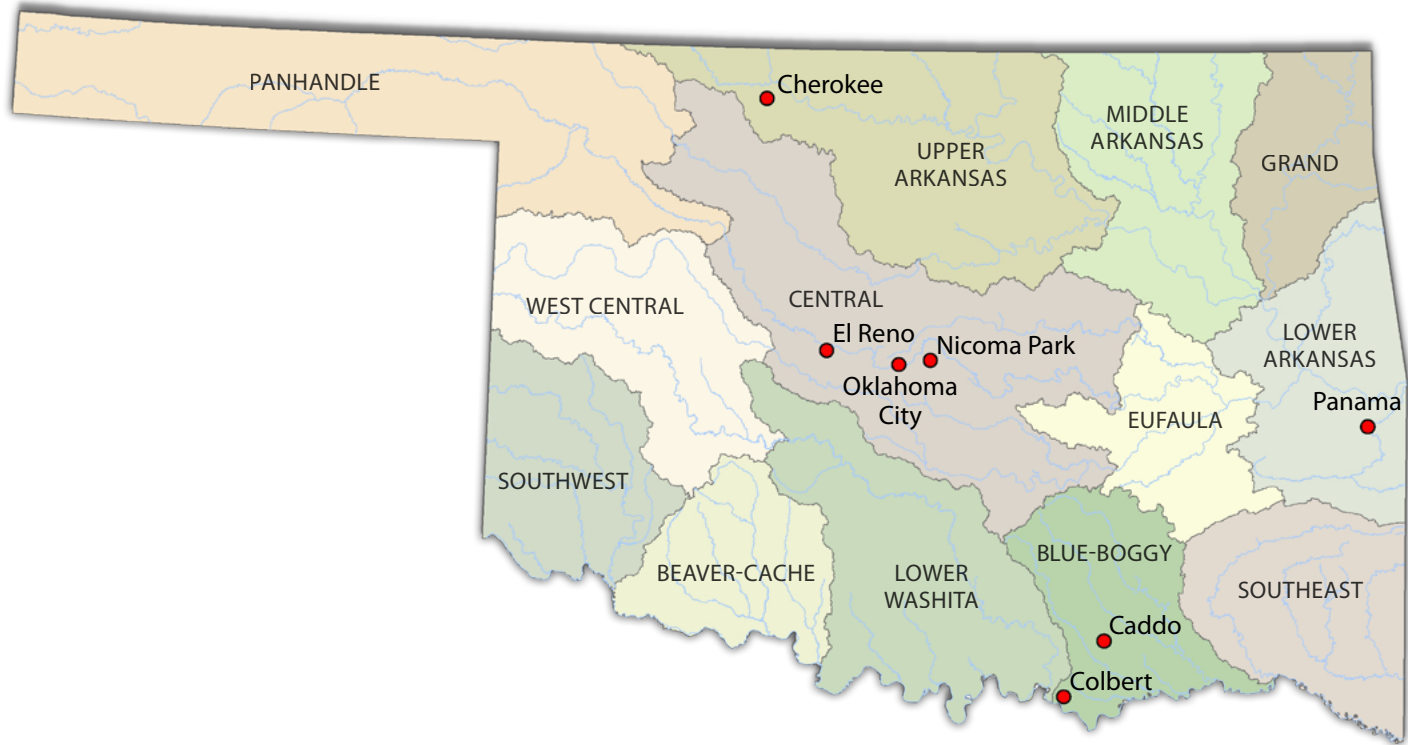 PANHANDLE
Cherokee
MIDDLE
ARKANSAS
UPPER
ARKANSAS
GRAND
WEST CENTRAL
CENTRAL
El Reno
Nicoma Park
Oklahoma
City
LOWER
ARKANSAS
Panama
EUFAULA
SOUTHWEST
BEAVER-CACHE
LOWER
WASHITA
BLUE-BOGGY
SOUTHEAST
Caddo
Colbert